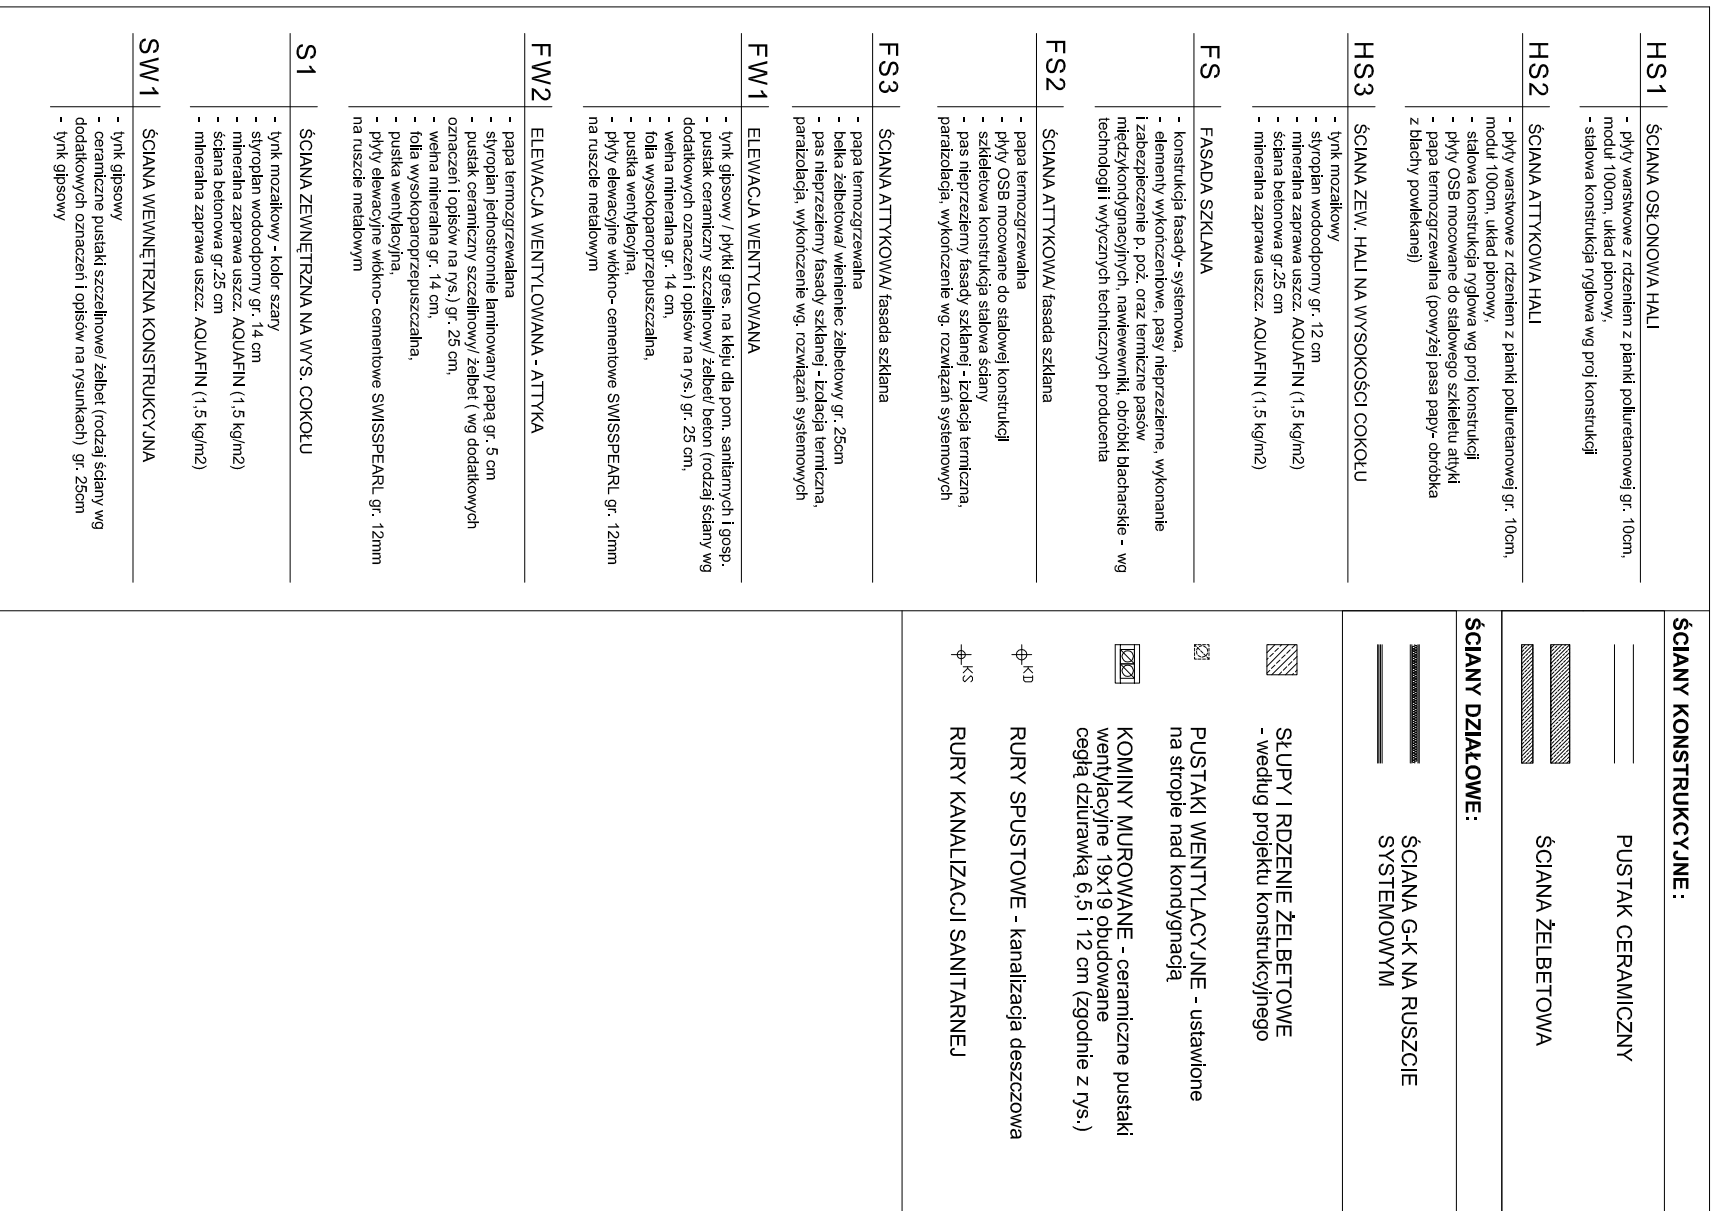 HS1
ŚCIANA OSŁONOWA HALI
- płyty warstwowe z rdzeniem z pianki poliuretanowej gr. 10cm,
moduł 100cm, układ pionowy,
- stalowa konstrukcja ryglowa wg proj konstrukcji
HS2
ŚCIANA ATTYKOWA HALI
- płyty warstwowe z rdzeniem z pianki poliuretanowej gr. 10cm,
moduł 100cm, układ pionowy,
- stalowa konstrukcja ryglowa wg proj konstrukcji
- płyty OSB mocowane do stalowego szkieletu attyki
- papa termozgrzewalna (powyżej pasa papy- obróbka
z blachy powlekanej)
HS3
ŚCIANA ZEW. HALI NA WYSOKOŚCI COKOŁU
- tynk mozaikowy
- styropian wodoodporny gr. 12 cm
- mineralna zaprawa uszcz. AQUAFIN (1,5 kg/m2)
- ściana betonowa gr.25 cm
- mineralna zaprawa uszcz. AQUAFIN (1,5 kg/m2)
FS
FASADA SZKLANA
- konstrukcja fasady- systemowa,
- elementy wykończeniowe, pasy nieprzezierne, wykonanie
i zabezpieczenie p. poż. oraz termiczne pasów
międzykondygnacyjnych, nawiewewniki, obróbki blacharskie - wg
technologii i wytycznych technicznych producenta
FS2
ŚCIANA ATTYKOWA/ fasada szklana
- papa termozgrzewalna
- płyty OSB mocowane do stalowej konstrukcji
- szkieletowa konstrukcja stalowa ściany
- pas nieprzezierny fasady szklanej - izolacja termiczna,
paraizolacja, wykończenie wg. rozwiązań systemowych
FS3
ŚCIANA ATTYKOWA/ fasada szklana
- papa termozgrzewalna
- belka żelbetowa/ wienieniec żelbetowy gr. 25cm
- pas nieprzezierny fasady szklanej - izolacja termiczna,
paraizolacja, wykończenie wg. rozwiązań systemowych
FW1
ELEWACJA WENTYLOWANA
- tynk gipsowy / płytki gres. na kleju dla pom. sanitarnych i gosp.
- pustak ceramiczny szczelinowy/ żelbet/ beton (rodzaj ściany wg
dodatkowych oznaczeń i opisów na rys.) gr. 25 cm,
- wełna mineralna gr. 14 cm,
- folia wysokoparoprzepuszczalna,
- pustka wentylacyjna,
- płyty elewacyjne włókno- cementowe SWISSPEARL gr. 12mm
na ruszcie metalowym
FW2
ELEWACJA WENTYLOWANA - ATTYKA
- papa termozgrzewalana
- styropian jednostronnie laminowany papą gr. 5 cm
- pustak ceramiczny szczelinowy/ żelbet ( wg dodatkowych
oznaczeń i opisów na rys.) gr. 25 cm,
- wełna mineralna gr. 14 cm,
- folia wysokoparoprzepuszczalna,
- pustka wentylacyjna,
- płyty elewacyjne włókno- cementowe SWISSPEARL gr. 12mm
na ruszcie metalowym
S1
ŚCIANA ZEWNĘTRZNA NA WYS. COKOŁU
- tynk mozaikowy - kolor szary
- styropian wodoodporny gr. 14 cm
- mineralna zaprawa uszcz. AQUAFIN (1,5 kg/m2)
- ściana betonowa gr.25 cm
- mineralna zaprawa uszcz. AQUAFIN (1,5 kg/m2)
SW1
ŚCIANA WEWNĘTRZNA KONSTRUKCYJNA
- tynk gipsowy
- ceramiczne pustaki szczelinowe/ żelbet (rodzaj ściany wg
dodatkowych oznaczeń i opisów na rysunkach) gr. 25cm
- tynk gipsowy
ŚCIANY KONSTRUKCYJNE:
PUSTAK CERAMICZNY
ŚCIANA ŻELBETOWA
ŚCIANY DZIAŁOWE:
ŚCIANA G-K NA RUSZCIE
SYSTEMOWYM
SŁUPY I RDZENIE ŻELBETOWE
- według projektu konstrukcyjnego
PUSTAKI WENTYLACYJNE - ustawione
na stropie nad kondygnacją
KOMINY MUROWANE - ceramiczne pustaki
wentylacyjne 19x19 obudowane
cegłą dziurawką 6,5 i 12 cm (zgodnie z rys.)
KD
RURY SPUSTOWE - kanalizacja deszczowa
KS
RURY KANALIZACJI SANITARNEJ